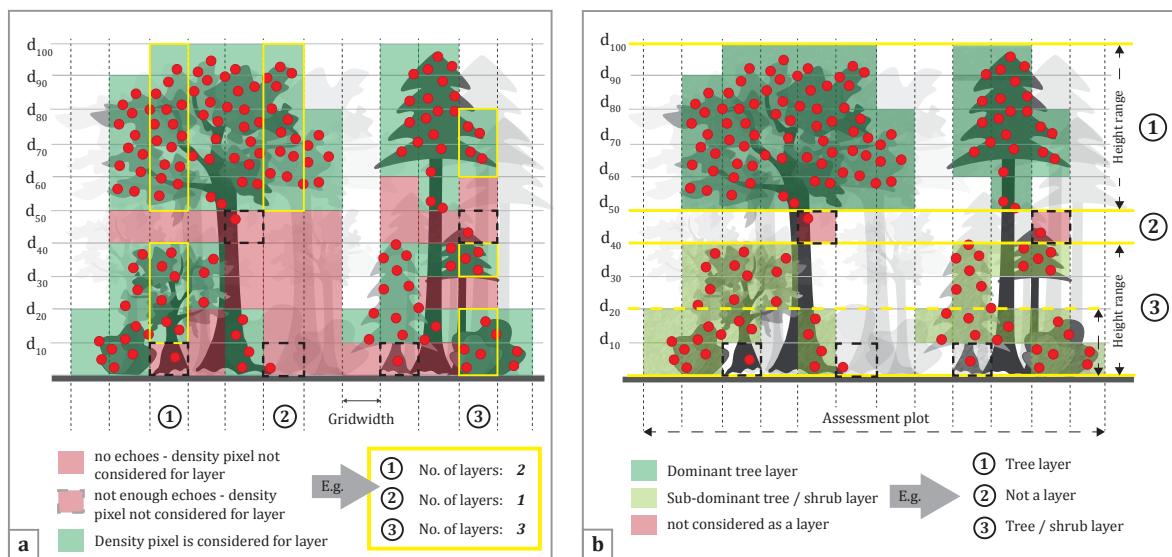 d100
d90
d80
d70
d60
d50
d40
d30
d20
d10
1
2
3
Gridwidth
no echoes - density pixel not
considered for layer
not enough echoes - density
pixel not considered for layer
Density pixel is considered for layer
E.g.
1 No. of layers: 2
2 No. of layers: 1
3 No. of layers: 3
a
d100
d90
d80
d70
d60
d50
d40
d30
d20
d10
Height range
1
2
Height range
3
Assessment plot
Dominant tree layer
Sub-dominant tree / shrub layer
not considered as a layer
E.g.
1 Tree layer
2 Not a layer
3 Tree / shrub layer
b